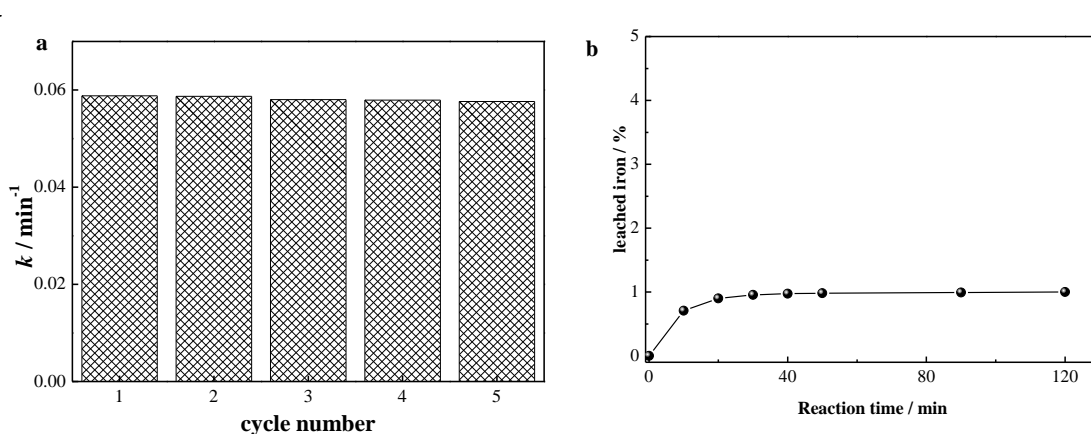 a
0.06
0.04
0.02
0.00
k / min-1
1 2 3 4 5
cycle number
b
5
4
3
2
1
0
leached iron / %
0 40 80 120
Reaction time / min